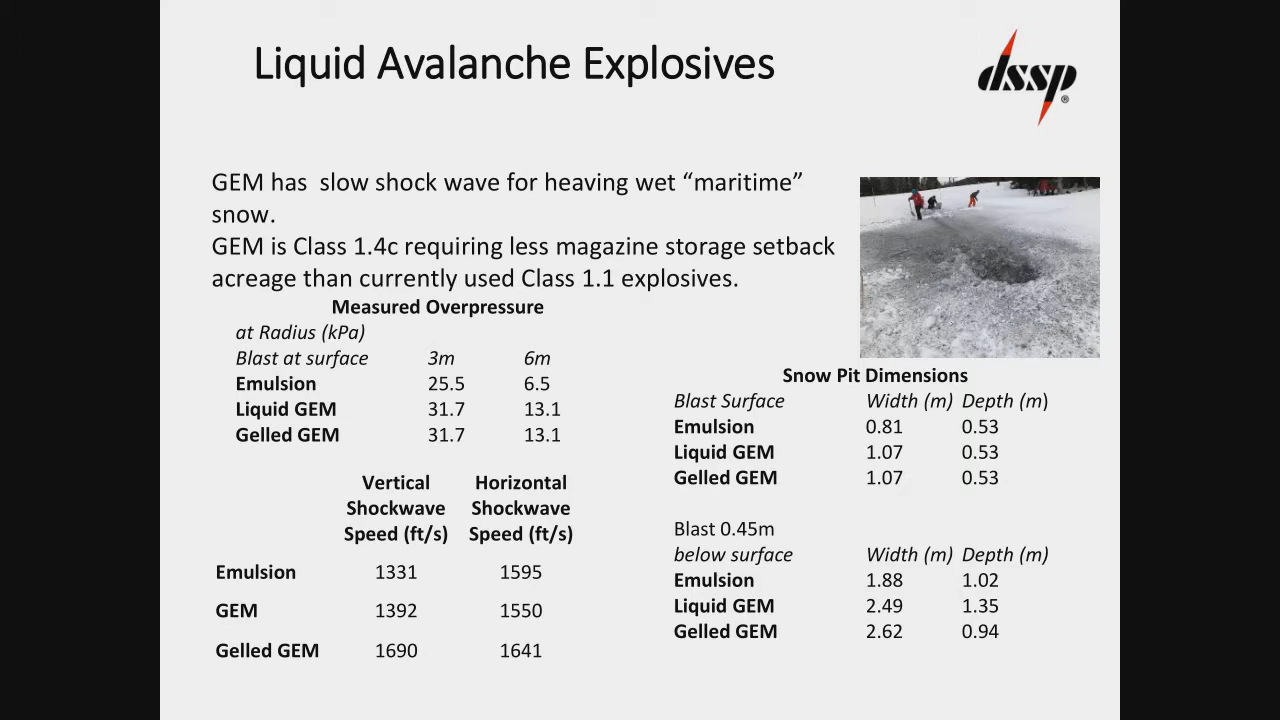 Liquid Avalanche Explosives
dssp®
GEM has  slow shock wave for heaving wet “maritime”
snow.
GEM is Class 1.4c requiring less magazine storage setback
acreage than currently used Class 1.1 explosives.
Measured Overpressure
at Radius (kPa)
Blast at surface 3m 6m
Emulsion 25.5 6.5
Liquid GEM 31.7 13.1
Gelled GEM 31.7 13.1
Vertical Horizontal
Shockwave Shockwave
Speed (ft/s) Speed (ft/s)
Emulsion 1331 1595
GEM 1392 1550
Gelled GEM 1690 1641
Snow Pit Dimensions
Blast Surface Width (m) Depth (m)
Emulsion 0.81 0.53
Liquid GEM 1.07 0.53
Gelled GEM 1.07 0.53
Blast 0.45m
below surface Width (m) Depth (m)
Emulsion 1.88 1.02
Liquid GEM 2.49 1.35
Gelled GEM 2.62 0.94